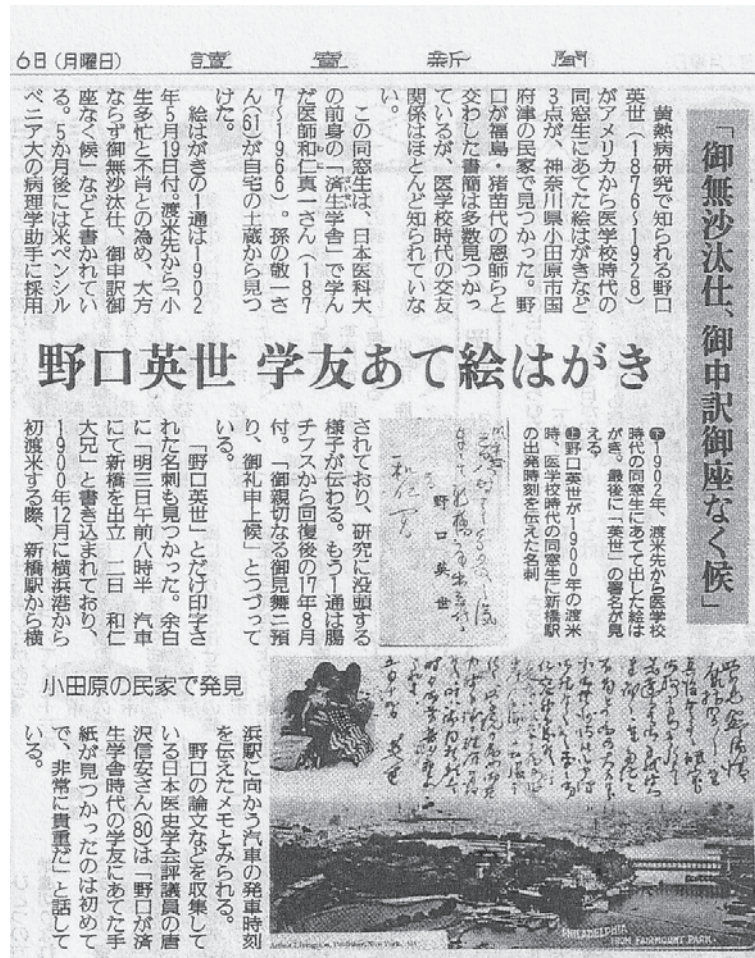 6日(月曜日)
讀賣新聞
「御無沙汰仕、御申訳御座なく候」
野口英世 学友あて絵はがき
小田原の民家で発見
黄熱病研究で知られる野口
英世(1876〜1928)
がアメリカから医学校時代の
同窓生にあてた絵はがきなど
3点が、神奈川県小田原市国
府津の民家で見つかった。野
口が福島・猪苗代の恩師らと
交わした書簡は多数見つかっ
ているが、医学校時代の交友
関係はほとんど知られていな
い。
この同窓生は、日本医科大
の前身の「済生学舎」で学ん
だ医師和仁真一さん(187
7〜1966)。孫の敬一さ
ん(61)が自宅の土蔵から見つ
けた。
絵はがきの1通は1902
年5月19日付。渡米先から「小
生多忙と不肖との為め、大方
ならず御無沙汰仕、御申訳御
座なく候」などと書かれてい
る。5か月後には米ペンシル
ベニア大の病理学助手に採用
されており、研究に没頭する
様子が伝わる。もう1通は腸
チフスから回復後の17年8月
付。「御親切なる御見舞ニ預
り、御礼申上候」とつづって
いる。
「野口英世」とだけ印字さ
れた名刺も見つかった。余白
に「明三日午前八時半 汽車
にて新橋を出立 二日 和仁
大兄」と書き込まれており、
1900年12月に横浜港から
初渡米する際、新橋駅から横
浜駅に向かう汽車の発車時刻
を伝えたメモとみられる。
野口の論文などを収集して
いる日本医史学会評議員の唐
沢信安さん(80)は「野口が済
生学舎時代の学友にあてた手
紙が見つかったのは初めて
で、非常に貴重だ」と話して
いる。
下1902年、渡米先から医学校
時代の同窓生にあてて出した絵は
がき。最後に「英世」の署名が見
える
野口英世が1900年の渡米
時、医学校時代の同窓生に新橋駅
の出発時刻を伝えた名刺
野口英世
PHILADELPHIA
FROM FAIRMOUNT PARK.